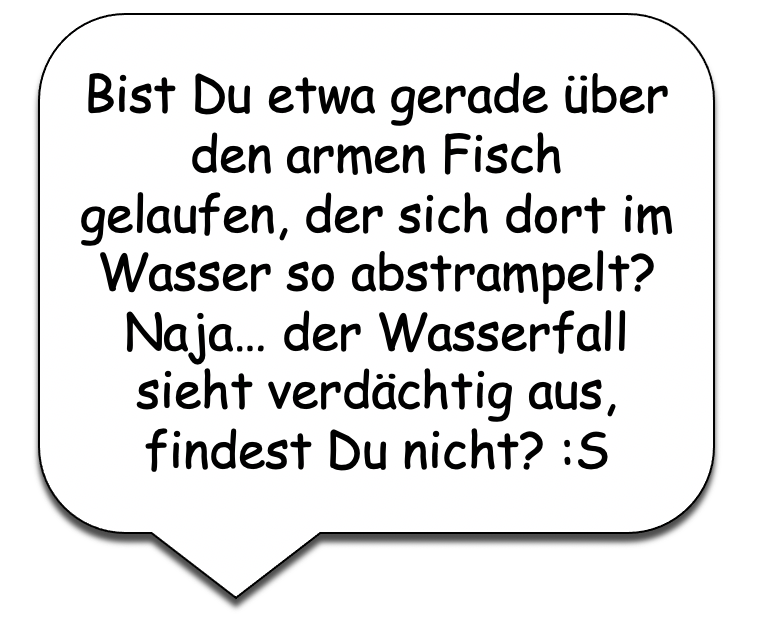 Bist Du etwa gerade über
den armen Fisch
gelaufen, der sich dort im
Wasser so abstrampelt?
Naja... der Wasserfall
sieht verdächtig aus,
findest Du nicht? :S